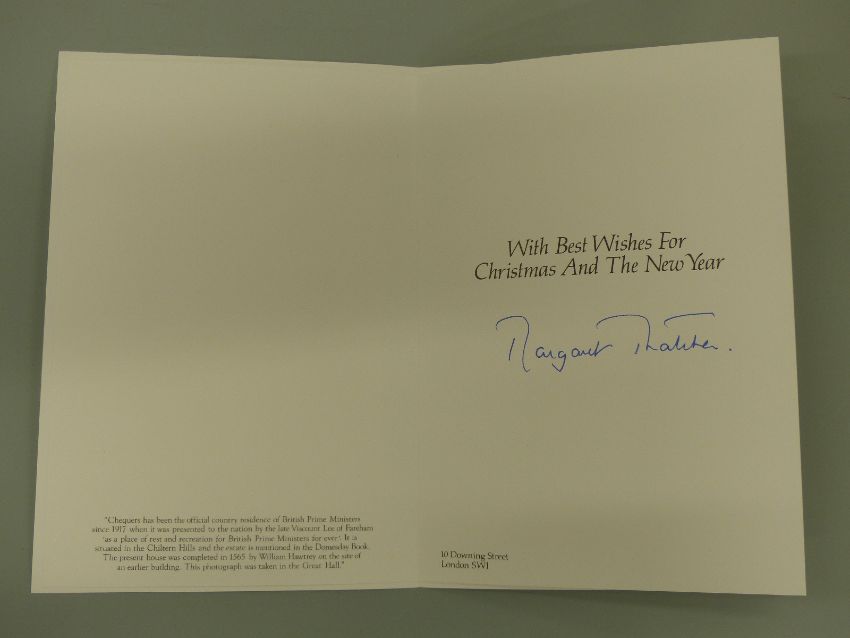 "Chequers has been the official country residence of British Prime Ministers
since 1917 when it was presented to the nation by the late Viscount Lee of Fareham
'as a place of rest and recreation for British Prime Ministers for ever'. It is
situated in the Chiltern Hills and the estate is mentioned in the Domesday Book.
The present house was completed in 1565 by William Hawtrey on the site of
an earlier building. This photograph was taken in the Great Hall."
With Best Wishes For
Christmas And The New Year
Margaret Thatcher.
10 Downing Street
London SW1